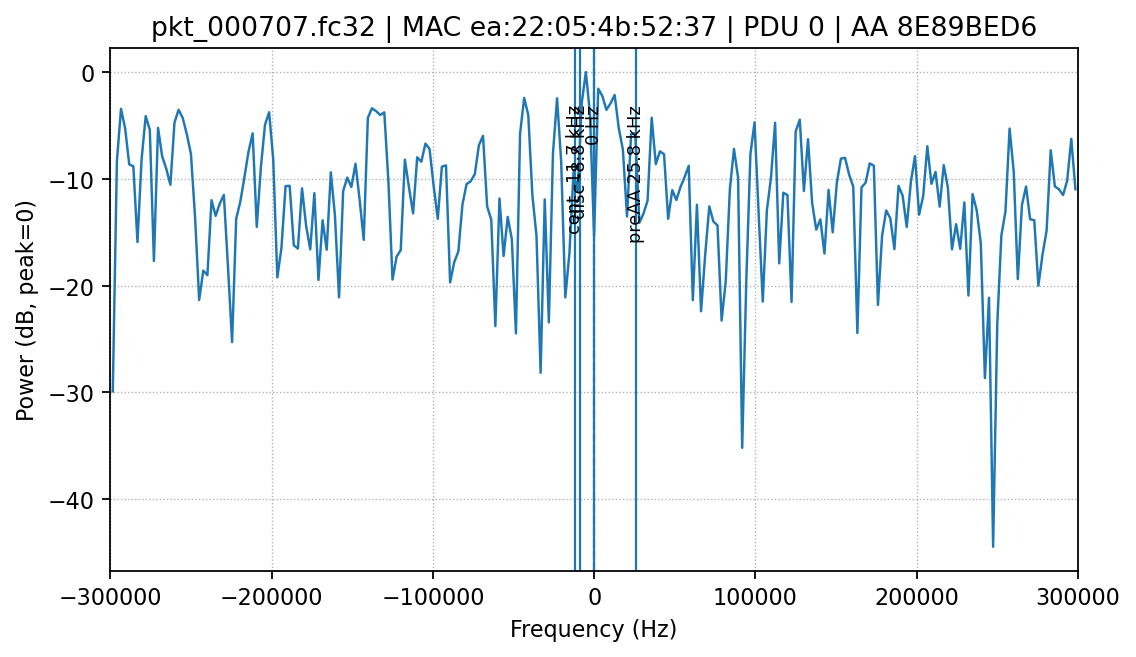 pkt_000707.fc32 | MAC ea:22:05:4b:52:37 | PDU 0 | AA 8E89BED6
Power (dB, peak=0)
0
−10
−20
−30
−40
0 Hz
preAA 25.8 kHz
−300000
−200000
−100000
0
100000
200000
300000
Frequency (Hz)